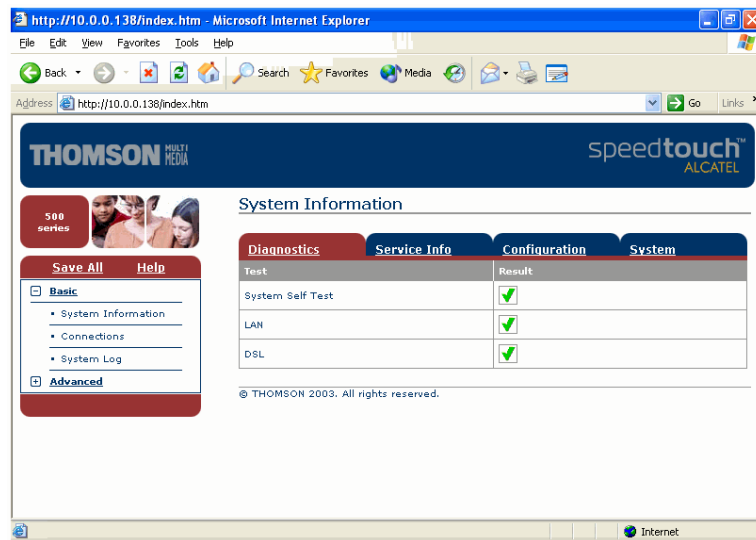 http://10.0.0.138/index.htm - Microsoft Internet Explorer
File Edit View Favorites Tools Help
Back Search Favorites Media
Address http://10.0.0.138/index.htm Go Links
THOMSON MULTI MEDIA
speedtouch™
ALCATEL
500
series
System Information
Save All Help
Diagnostics Service Info Configuration System
Test Result
Basic
System Self Test
System Information
LAN
Connections
DSL
System Log
Advanced
© THOMSON 2003. All rights reserved.
Internet